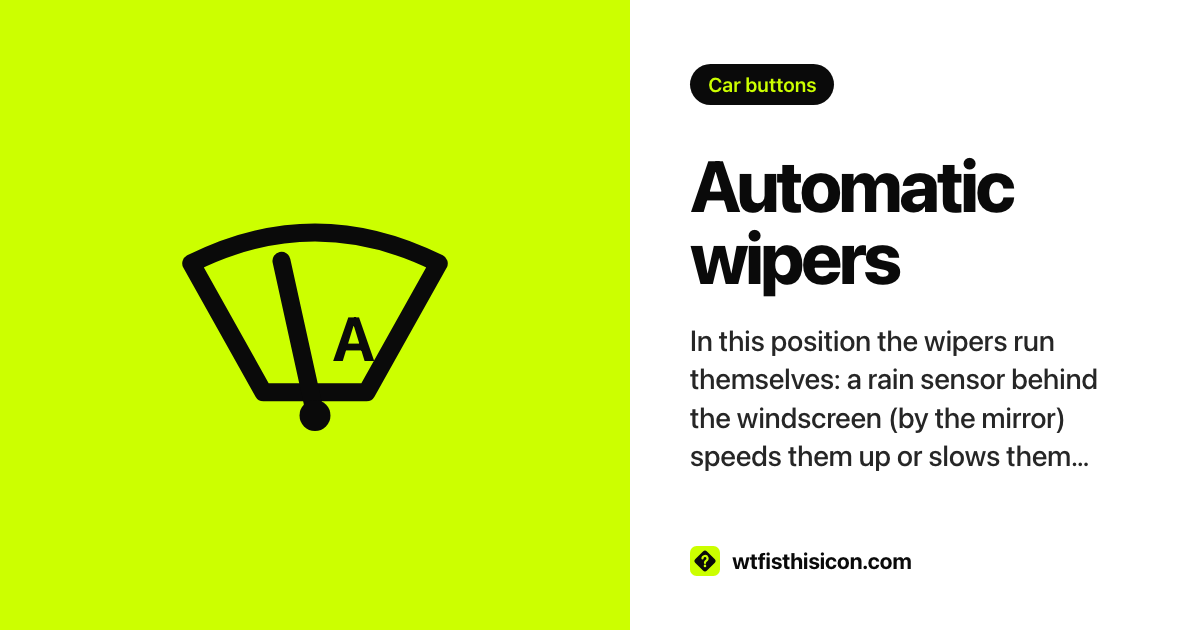 A
Car buttons
Automatic
wipers
In this position the wipers run
themselves: a rain sensor behind
the windscreen (by the mirror)
speeds them up or slows them…
?
wtfisthisicon.com